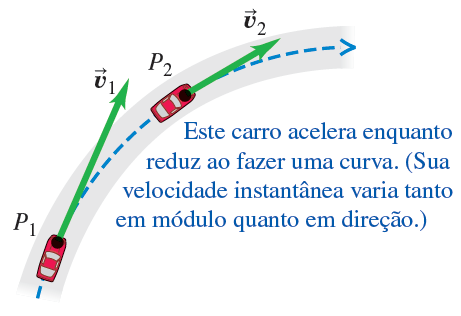 v⃗2
P2
v⃗1
Este carro acelera enquanto
reduz ao fazer uma curva. (Sua
velocidade instantânea varia tanto
em módulo quanto em direção.)
P1